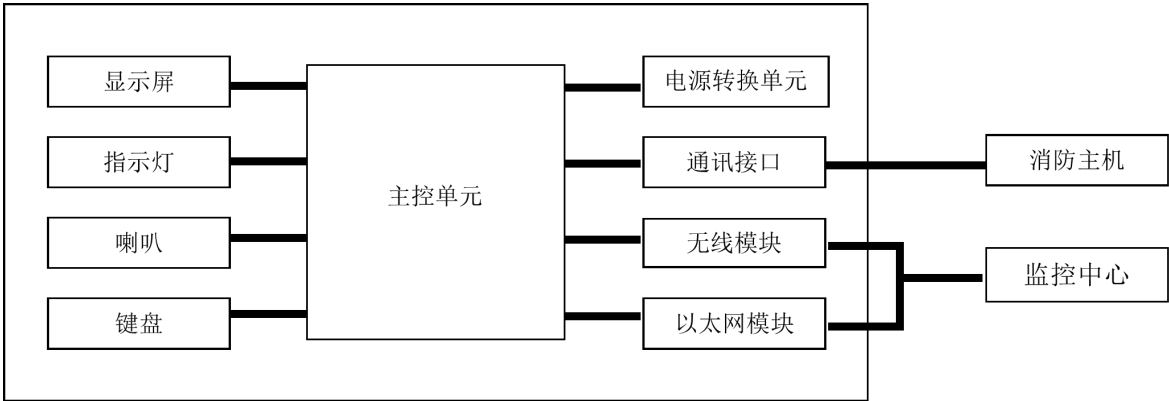 显示屏
指示灯
喇叭
键盘
主控单元
电源转换单元
通讯接口
无线模块
以太网模块
消防主机
监控中心